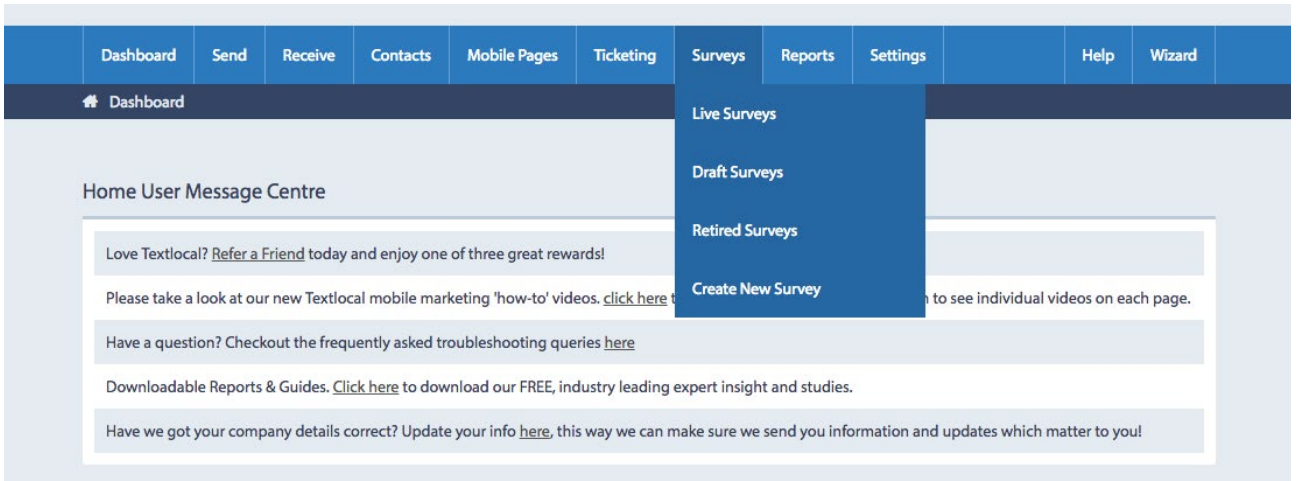 Dashboard Send Receive Contacts Mobile Pages Ticketing Surveys Reports Settings Help Wizard
Dashboard
Live Surveys
Draft Surveys
Retired Surveys
Create New Survey
Home User Message Centre
Love Textlocal? Refer a Friend today and enjoy one of three great rewards!
Please take a look at our new Textlocal mobile marketing 'how-to' videos. click here to see individual videos on each page.
Have a question? Checkout the frequently asked troubleshooting queries here
Downloadable Reports & Guides. Click here to download our FREE, industry leading expert insight and studies.
Have we got your company details correct? Update your info here, this way we can make sure we send you information and updates which matter to you!